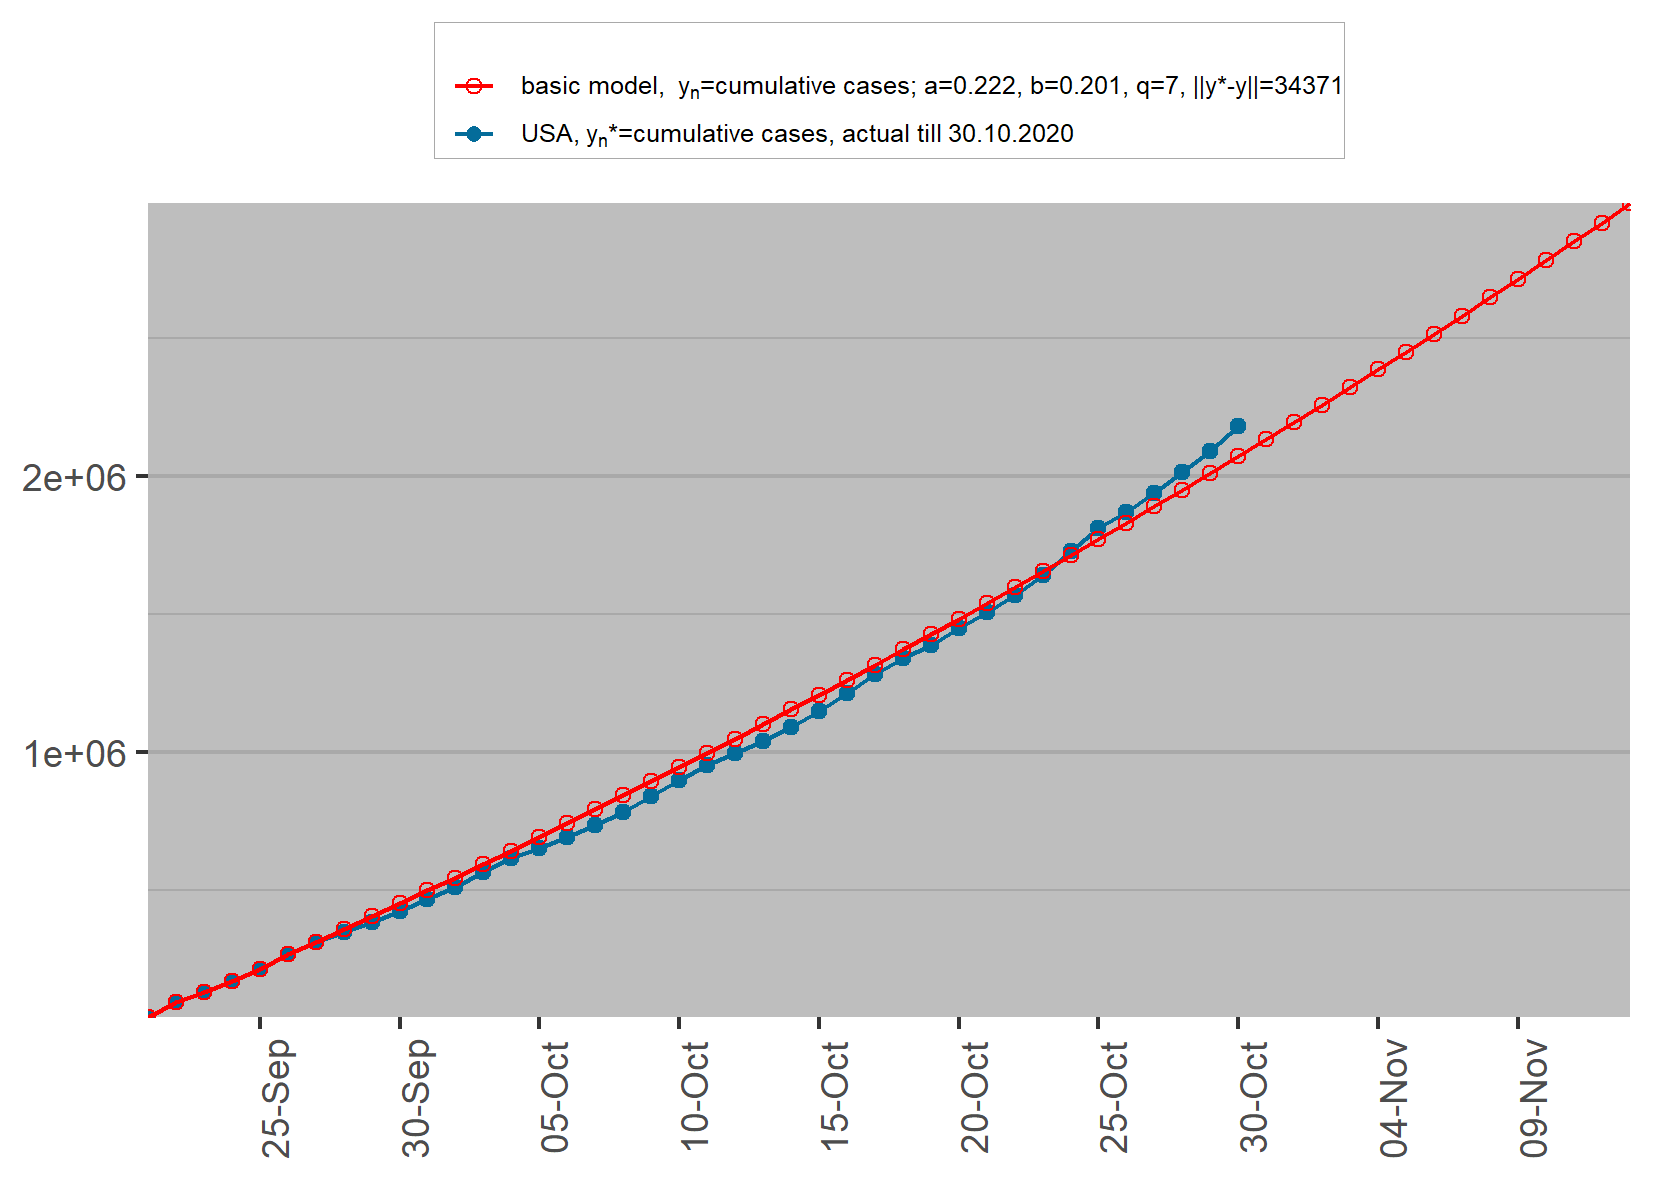 basic model,  yn=cumulative cases; a=0.222, b=0.201, q=7, ||y*-y||=34371
USA, yn*=cumulative cases, actual till 30.10.2020
2e+06
1e+06
25-Sep
30-Sep
05-Oct
10-Oct
15-Oct
20-Oct
25-Oct
30-Oct
04-Nov
09-Nov